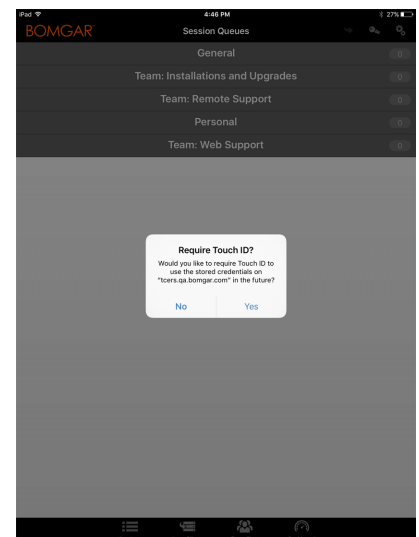 iPad 4:46 PM 27%
BOMGAR Session Queues
General 0
Team: Installations and Upgrades 0
Team: Remote Support 0
Personal 0
Team: Web Support 0
Require Touch ID?
Would you like to require Touch ID to
use the stored credentials on
"tcers.qa.bomgar.com" in the future?
No Yes